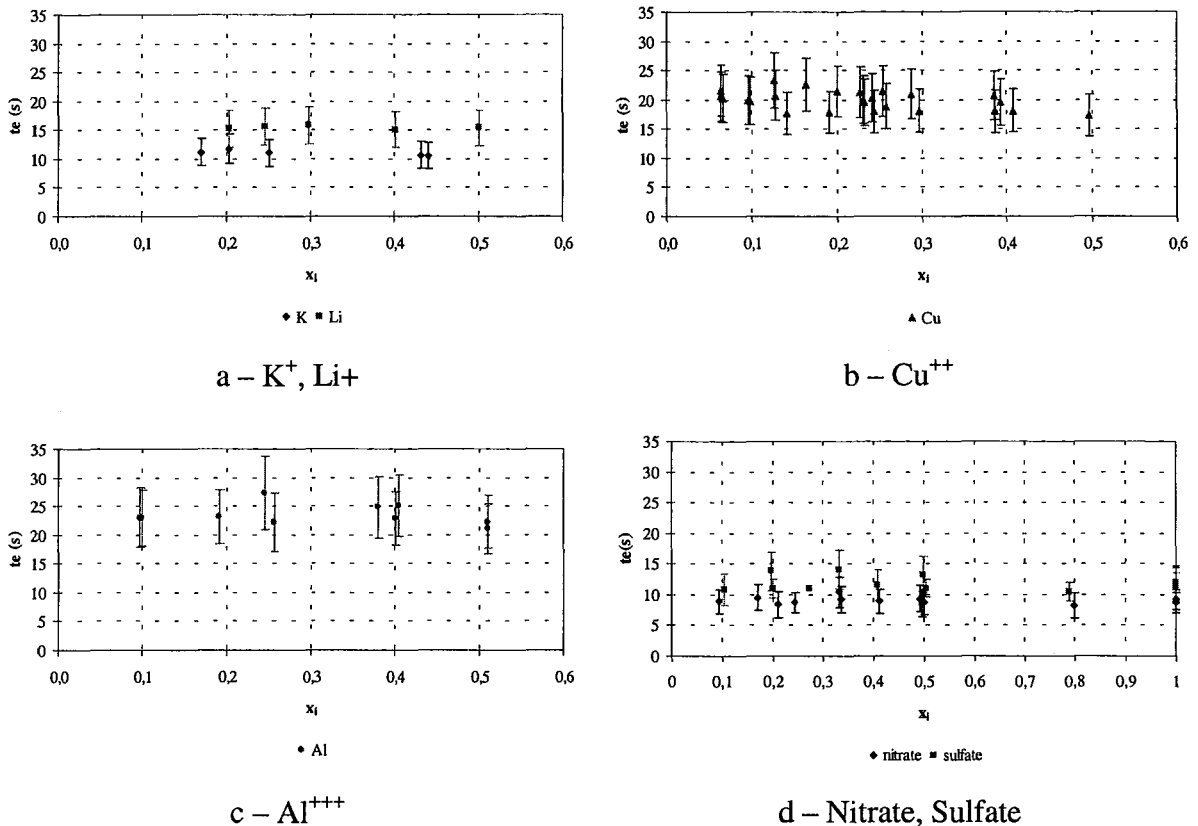 te (s)
35
30
25
20
15
10
5
0
0,0 0,1 0,2 0,3 0,4 0,5 0,6
xi
K Li
a – K+, Li+
te (s)
35
30
25
20
15
10
5
0
0,0 0,1 0,2 0,3 0,4 0,5 0,6
xi
Cu
b – Cu++
te (s)
35
30
25
20
15
10
5
0
0,0 0,1 0,2 0,3 0,4 0,5 0,6
xi
Al
c – Al+++
te(s)
35
30
25
20
15
10
5
0
0 0,1 0,2 0,3 0,4 0,5 0,6 0,7 0,8 0,9 1
xi
nitrate sulfate
d – Nitrate, Sulfate